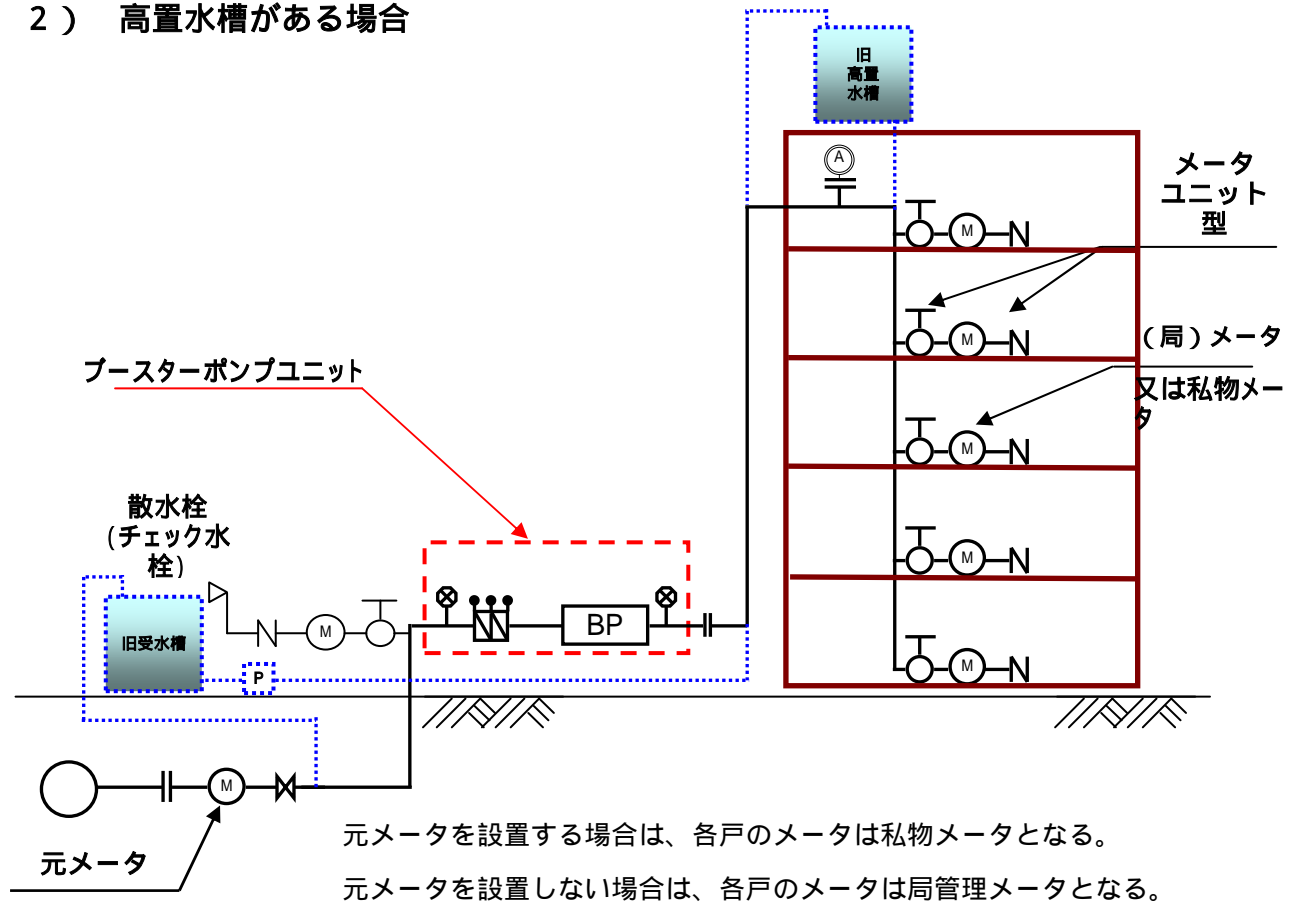 ２）　高置水槽がある場合
旧
高置
水槽
A
メータ
ユニット
型
M
M
（局）メータ
又は私物メー
タ
M
M
M
ブースターポンプユニット
散水栓
(チェック水
栓)
旧受水槽
M
BP
P
M
元メータ
元メータを設置する場合は、各戸のメータは私物メータとなる。
元メータを設置しない場合は、各戸のメータは局管理メータとなる。